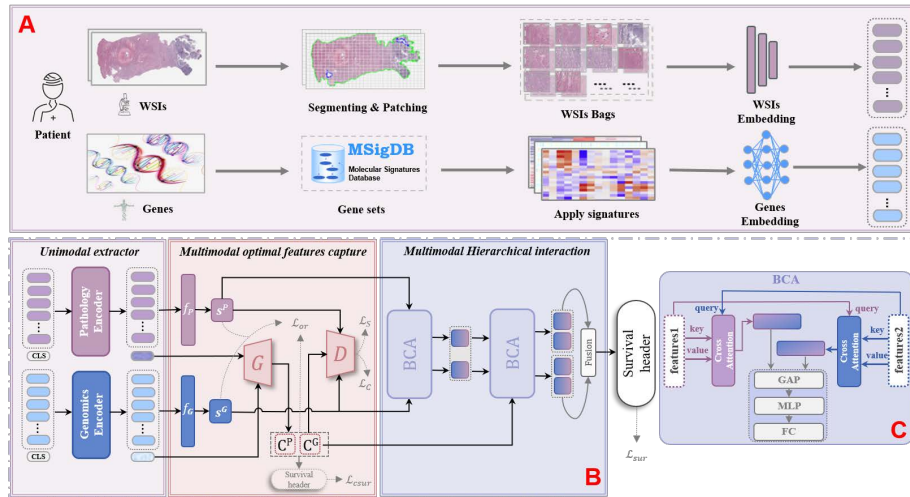 A
Patient
WSIs
Segmenting & Patching
WSIs Bags
WSIs
Embedding
Genes
MSigDB
Molecular Signatures
Database
Gene sets
Apply signatures
Genes
Embedding
Unimodal extractor
Pathology
Encoder
CLS
Genomics
Encoder
CLS
Multimodal optimal features capture
f_P
s^P
ℒ_or
G
D
ℒ_S
ℒ_C
f_G
s^G
C^P
C^G
Survival
header
ℒ_csur
Multimodal Hierarchical interaction
BCA
BCA
Fusion
B
Survival
header
ℒ_sur
BCA
features1
query
key
value
Cross
Attention
query
key
value
Cross
Attention
features2
GAP
MLP
FC
C